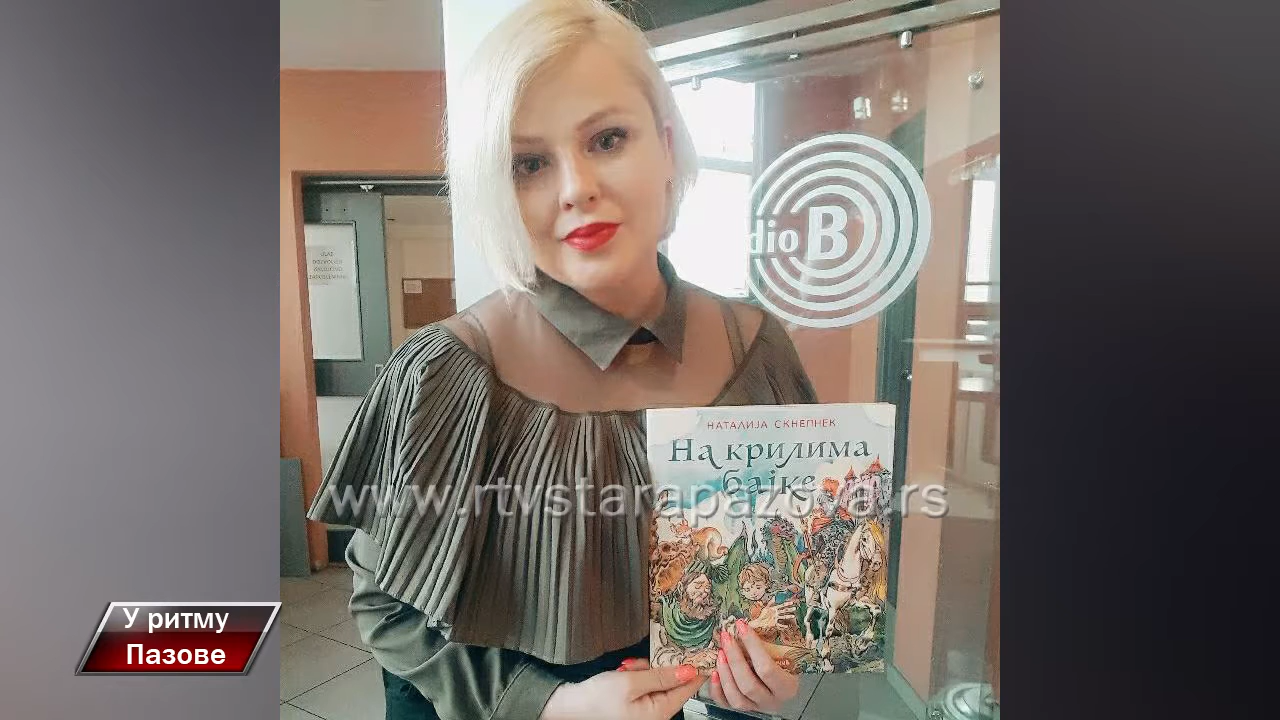 dio B
НАТАЛИЈА СКНЕПНЕК
На крилима
бајке
www.rtvstarapazova.rs
У ритму
Пазове